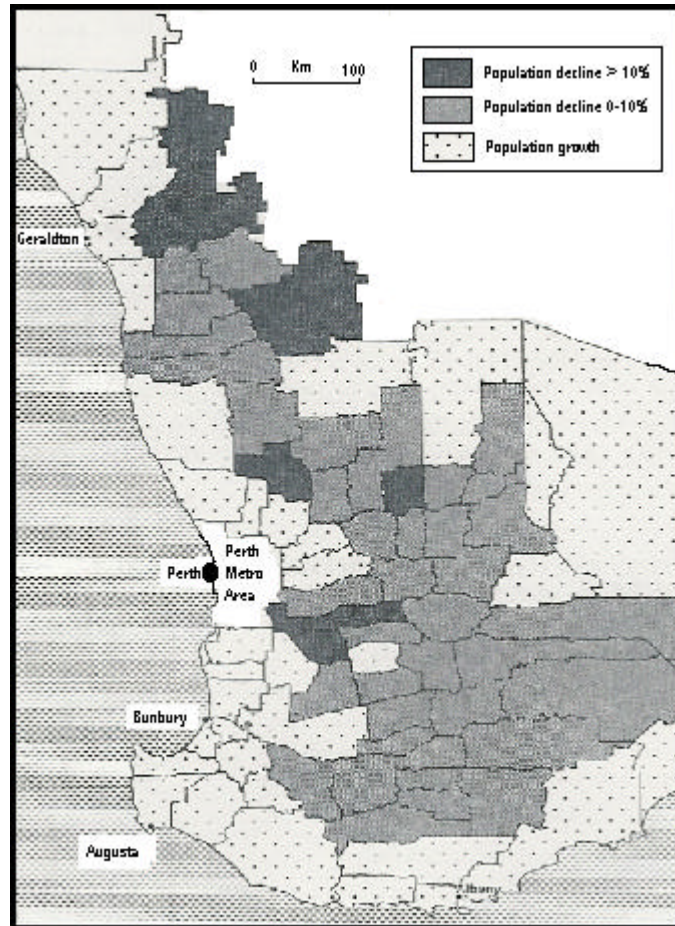 0 Km 100
Population decline > 10%
Population decline 0-10%
Population growth
Geraldton
Perth
Perth
Metro
Area
Bunbury
Augusta
Albany